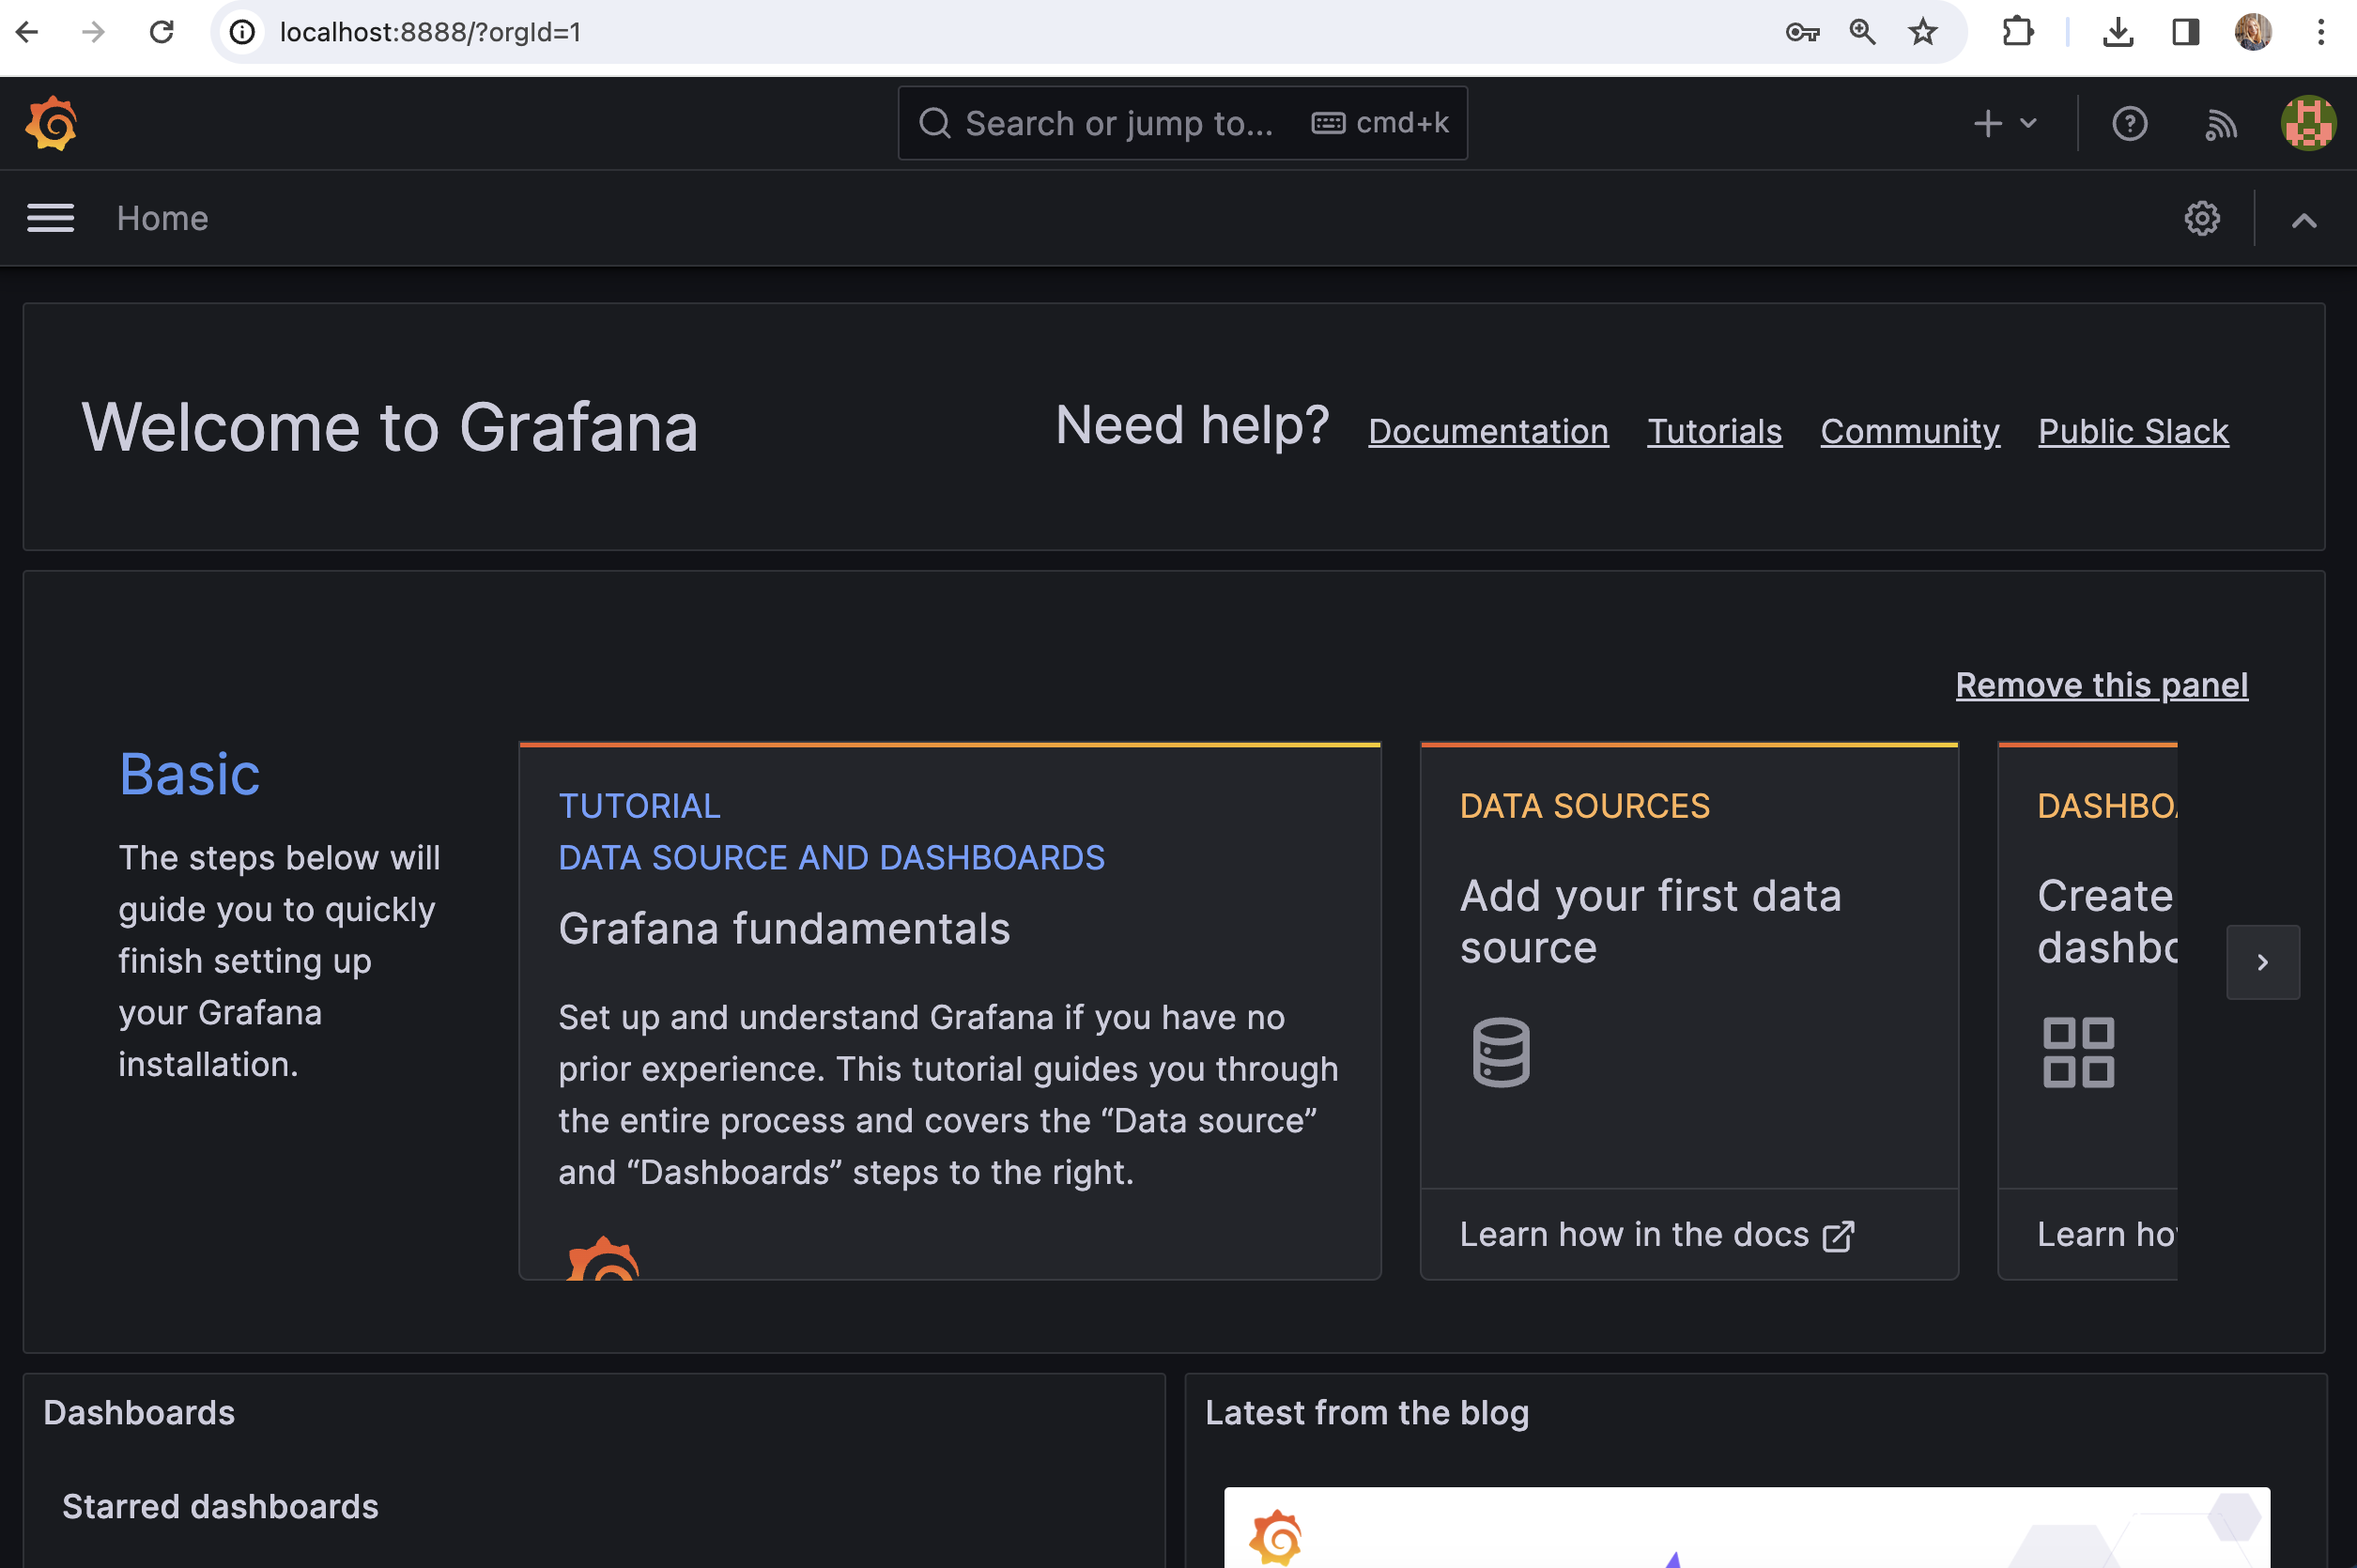 localhost:8888/?orgId=1
Search or jump to... cmd+k
Home
Welcome to Grafana
Need help? Documentation Tutorials Community Public Slack
Remove this panel
Basic
The steps below will
guide you to quickly
finish setting up
your Grafana
installation.
TUTORIAL
DATA SOURCE AND DASHBOARDS
Grafana fundamentals
Set up and understand Grafana if you have no
prior experience. This tutorial guides you through
the entire process and covers the “Data source”
and “Dashboards” steps to the right.
DATA SOURCES
Add your first data
source
Learn how in the docs
DASHBOA
Create
dashbo
Learn ho
Dashboards
Starred dashboards
Latest from the blog